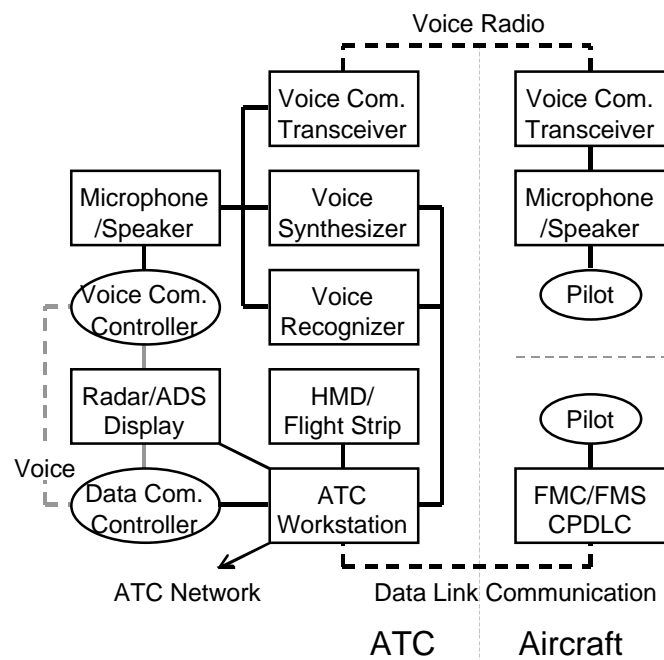 Voice Radio
Voice Com.
Transceiver
Voice Com.
Transceiver
Microphone
/Speaker
Voice
Synthesizer
Microphone
/Speaker
Voice Com.
Controller
Voice
Recognizer
Pilot
Radar/ADS
Display
HMD/
Flight Strip
Pilot
Voice
Data Com.
Controller
ATC
Workstation
FMC/FMS
CPDLC
ATC Network
Data Link Communication
ATC
Aircraft